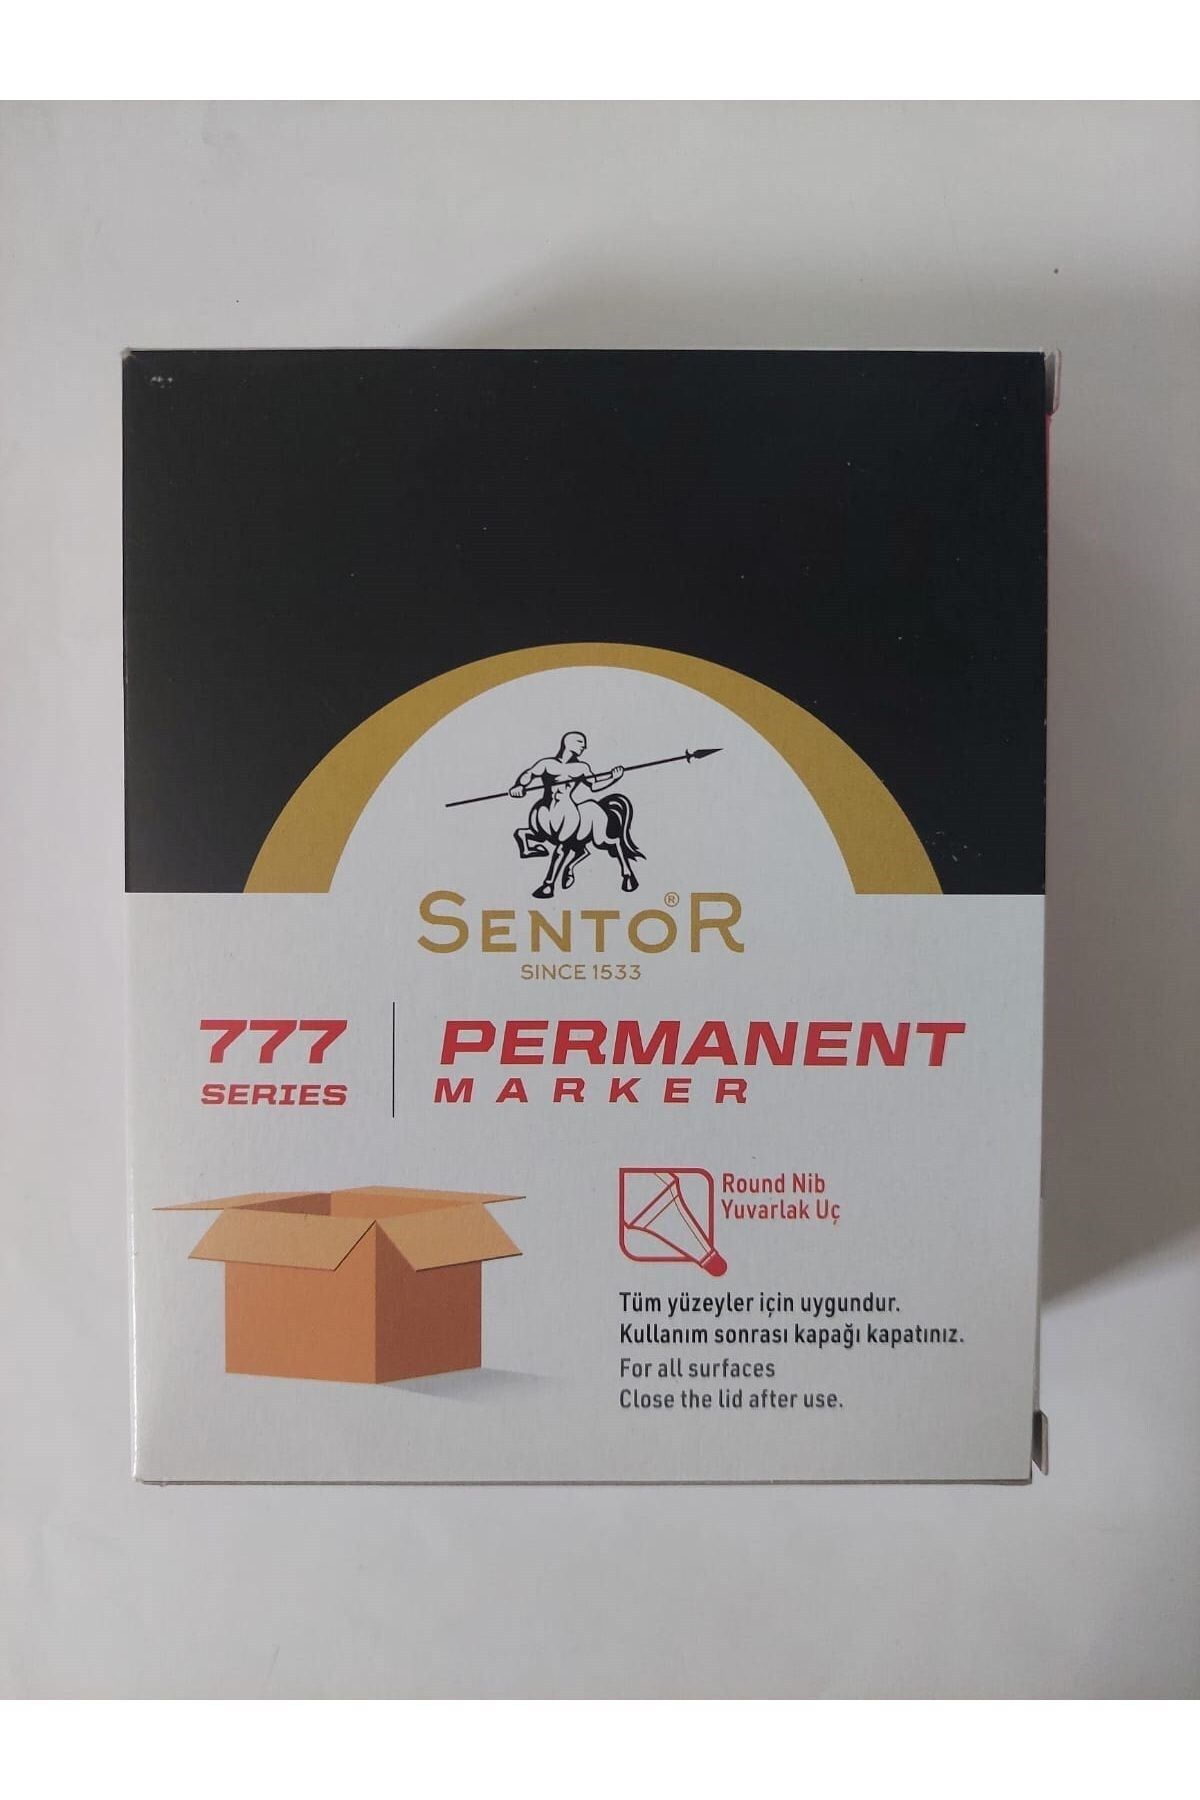 SENTOR®
SINCE 1533
777
SERIES
PERMANENT
MARKER
Round Nib
Yuvarlak Uç
Tüm yüzeyler için uygundur.
Kullanım sonrası kapağı kapatınız.
For all surfaces
Close the lid after use.